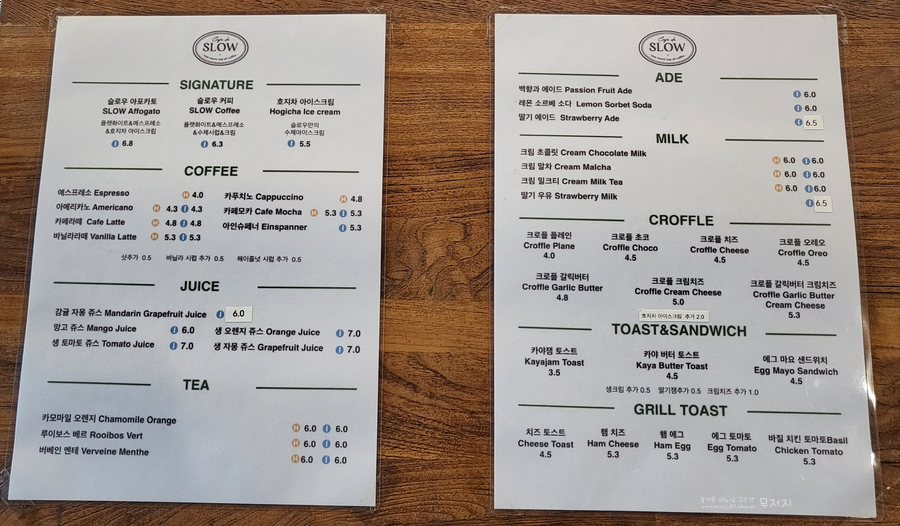 Cafe de
SLOW
SIGNATURE
슬로우 아포카토 슬로우 커피 호지차 아이스크림
SLOW Affogato SLOW Coffee Hogicha Ice cream
플랫화이트&에스프레소 플랫화이트&에스프레소 슬로우만의
&호지차 아이스크림 &수제시럽&크림 수제아이스크림
I 6.8 I 6.3 I 5.5
COFFEE
에스프레소 Espresso H 4.0
아메리카노 Americano H 4.3 I 4.3
카페라떼 Cafe Latte H 4.8 I 4.8
바닐라라떼 Vanilla Latte H 5.3 I 5.3
카푸치노 Cappuccino H 4.8
카페모카 Cafe Mocha H 5.3 I 5.3
아인슈페너 Einspanner I 5.3
샷추가 0.5 바닐라 시럽 추가 0.5 헤이즐넛 시럽 추가 0.5
JUICE
감귤 자몽 쥬스 Mandarin Grapefruit Juice I 6.0
망고 쥬스 Mango Juice I 6.0
생 토마토 쥬스 Tomato Juice I 7.0
생 오렌지 쥬스 Orange Juice I 7.0
생 자몽 쥬스 Grapefruit Juice I 7.0
TEA
카모마일 오렌지 Chamomile Orange H 6.0 I 6.0
루이보스 베르 Rooibos Vert H 6.0 I 6.0
버베인 멘테 Verveine Menthe H 6.0 I 6.0
Cafe de
SLOW
ADE
백향과 에이드 Passion Fruit Ade I 6.0
레몬 소르베 소다 Lemon Sorbet Soda I 6.0
딸기 에이드 Strawberry Ade I 6.5
MILK
크림 초콜릿 Cream Chocolate Milk H 6.0 I 6.0
크림 말차 Cream Malcha H 6.0 I 6.0
크림 밀크티 Cream Milk Tea H 6.0 I 6.0
딸기 우유 Strawberry Milk I 6.5
CROFFLE
크로플 플레인 크로플 초코 크로플 치즈 크로플 오레오
Croffle Plane Croffle Choco Croffle Cheese Croffle Oreo
4.0 4.5 4.5 4.5
크로플 갈릭버터 크로플 크림치즈 크로플 갈릭버터 크림치즈
Croffle Garlic Butter Croffle Cream Cheese Croffle Garlic Butter
Cream Cheese
4.8 5.0 5.3
호지차 아이스크림 추가 2.0
TOAST&SANDWICH
카야잼 토스트 카야 버터 토스트 에그 마요 샌드위치
Kayajam Toast Kaya Butter Toast Egg Mayo Sandwich
3.5 4.5 4.5
생크림 추가 0.5 딸기잼추가 0.5 크림치즈 추가 1.0
GRILL TOAST
치즈 토스트 햄 치즈 햄 에그 에그 토마토 바질 치킨 토마토Basil
Cheese Toast Ham Cheese Ham Egg Egg Tomato Chicken Tomato
4.5 5.3 5.3 5.3 5.3